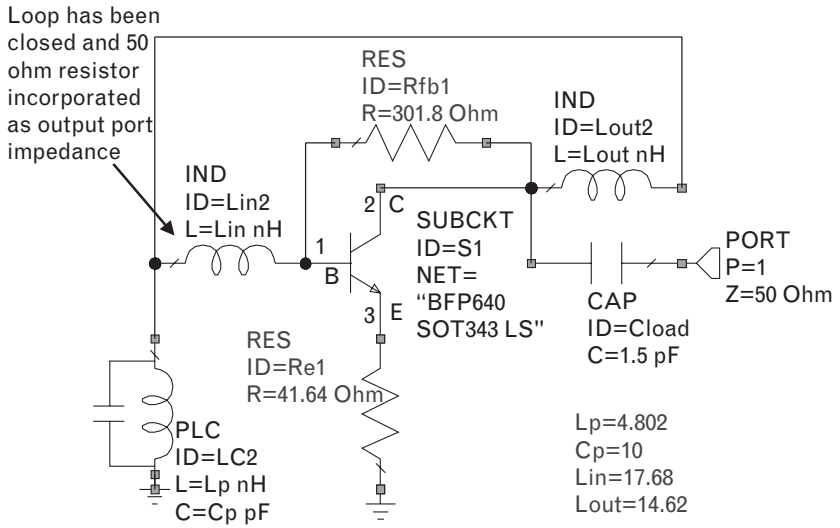 Loop has been
closed and 50
ohm resistor
incorporated
as output port
impedance
RES
ID=Rfb1
R=301.8 Ohm
IND
ID=Lout2
L=Lout nH
IND
ID=Lin2
L=Lin nH
2
C
1
B
3
E
SUBCKT
ID=S1
NET=
“BFP640
SOT343 LS"
PORT
P=1
Z=50 Ohm
CAP
ID=Cload
C=1.5 pF
RES
ID=Re1
R=41.64 Ohm
PLC
ID=LC2
L=Lp nH
C=Cp pF
Lp=4.802
Cp=10
Lin=17.68
Lout=14.62